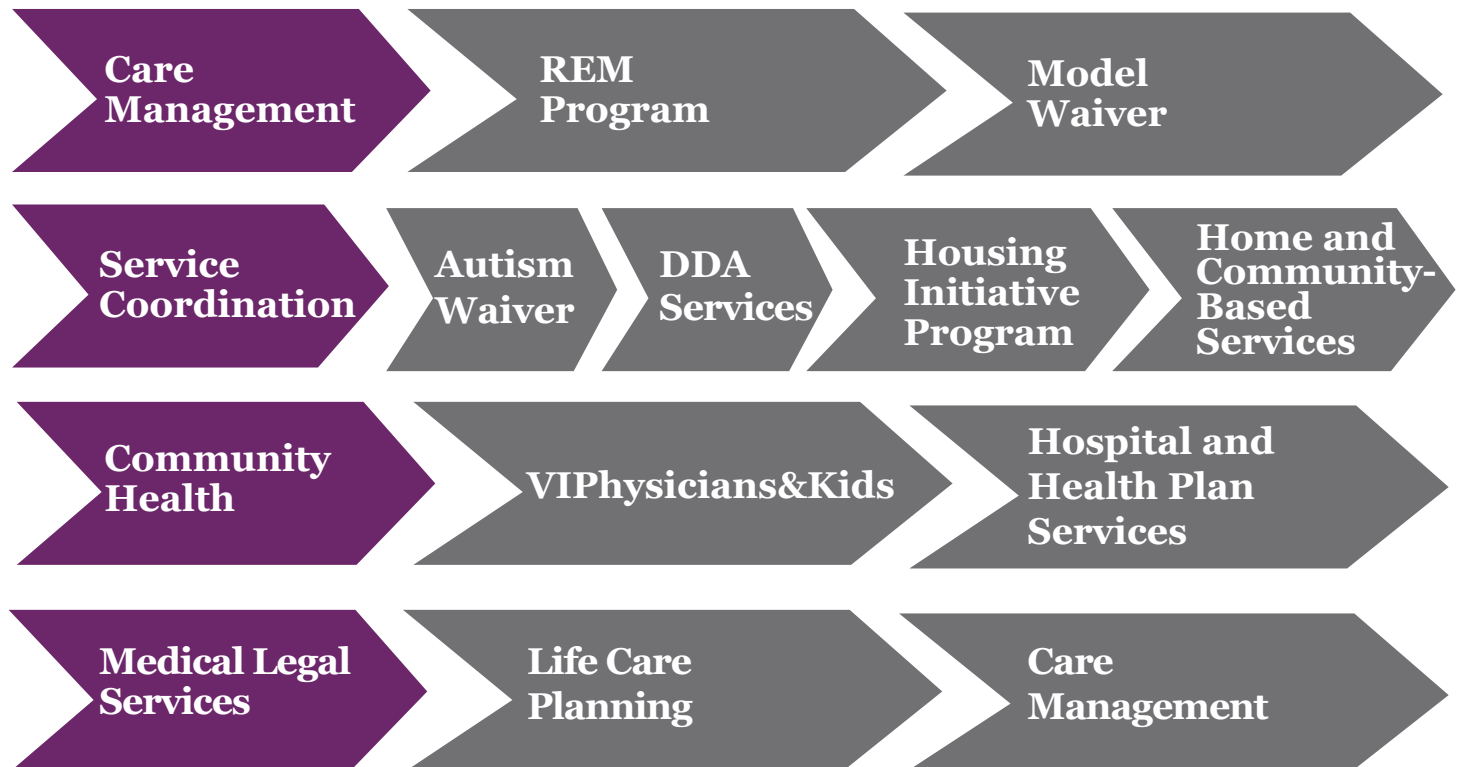 Care
Management
REM
Program
Model
Waiver
Service
Coordination
Autism
Waiver
DDA
Services
Housing
Initiative
Program
Home and
Community-
Based
Services
Community
Health
VIPhysicians&Kids
Hospital and
Health Plan
Services
Medical Legal
Services
Life Care
Planning
Care
Management